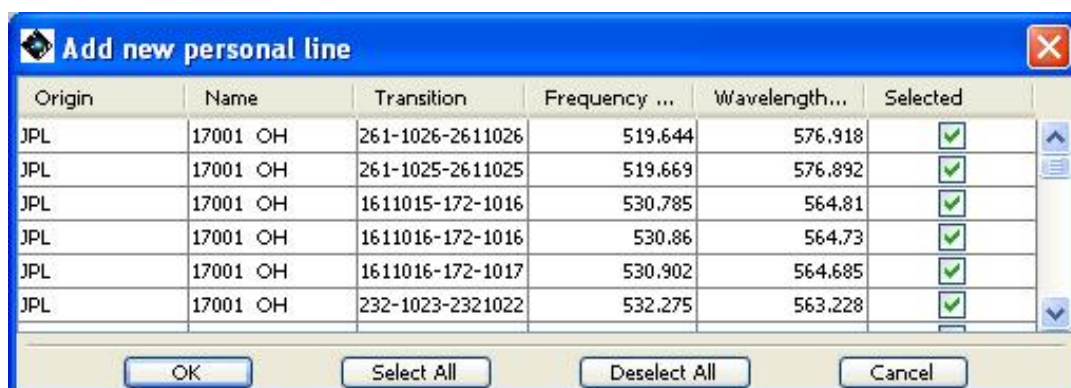 Add new personal line
Origin Name Transition Frequency ... Wavelength... Selected
JPL 17001 OH 261-1026-2611026 519.644 576.918
JPL 17001 OH 261-1025-2611025 519.669 576.892
JPL 17001 OH 1611015-172-1016 530.785 564.81
JPL 17001 OH 1611016-172-1016 530.86 564.73
JPL 17001 OH 1611016-172-1017 530.902 564.685
JPL 17001 OH 232-1023-2321022 532.275 563.228
OK Select All Deselect All Cancel